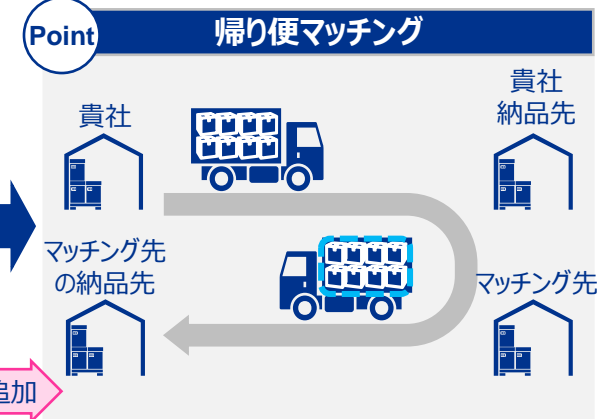 Point
帰り便マッチング
貴社
貴社
納品先
マッチング先
の納品先
マッチング先
追加